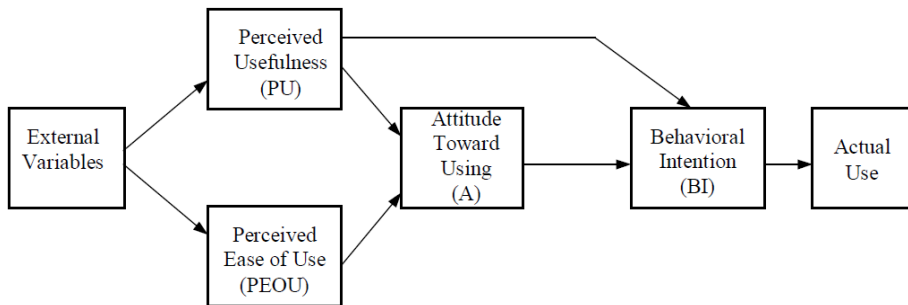 Perceived
Usefulness
(PU)
External
Variables
Attitude
Toward
Using
(A)
Behavioral
Intention
(BI)
Actual
Use
Perceived
Ease of Use
(PEOU)